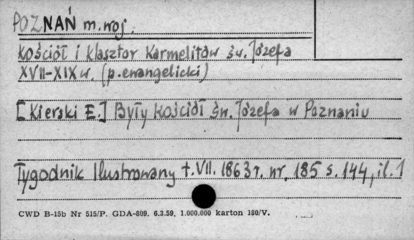 POZNAŃ m. woj.
Kościół i klasztor Karmelitów św. Józefa
XVII-XIX w. (p. ewangelicki)
[Kierski E.] Były kościół św. Józefa w Poznaniu
Tygodnik Ilustrowany t. VII. 1863 r. nr. 185 s. 144, il. 1
CWD B-15b Nr 515/P. GDA-809. 6.2.59. 1.000.000 karton 180/V.